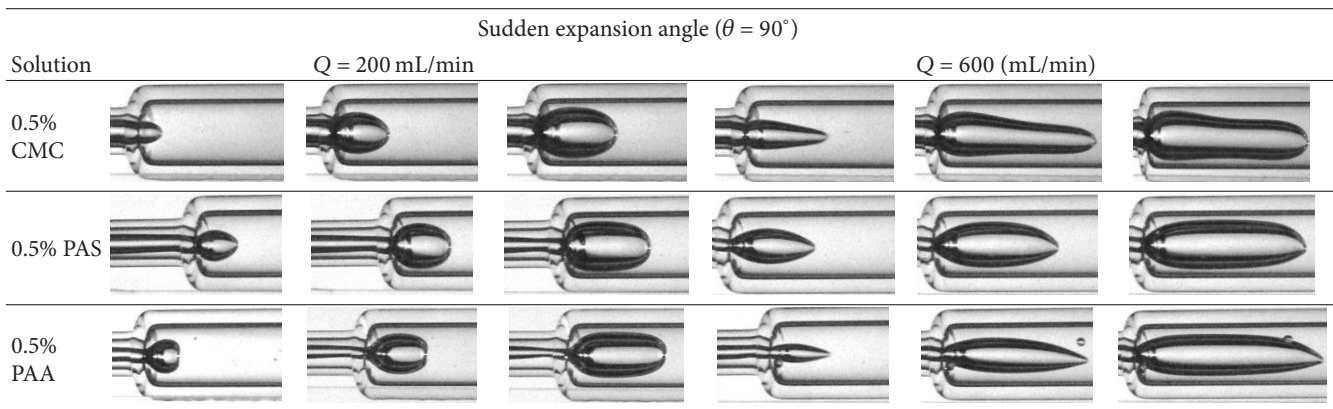 Sudden expansion angle (θ = 90°)
Solution Q = 200 mL/min Q = 600 (mL/min)
0.5%
CMC
0.5% PAS
0.5%
PAA